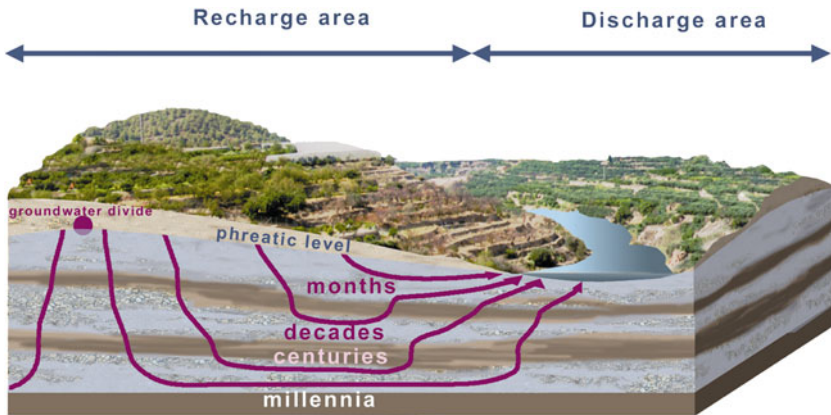 Recharge area
Discharge area
groundwater divide
phreatic level
months
decades
centuries
millennia